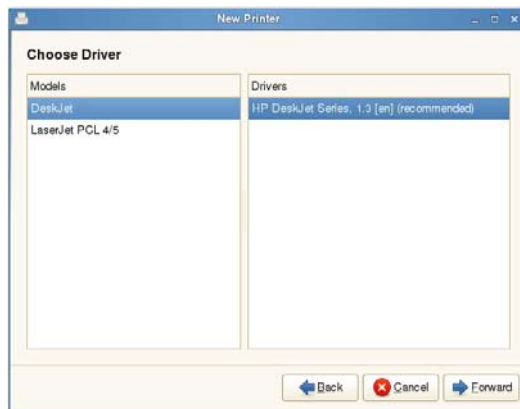 New Printer
Choose Driver
Models
Drivers
DeskJet
HP DeskJet Series, 1.3 [en] (recommended)
LaserJet PCL 4/5
Back
Cancel
Forward